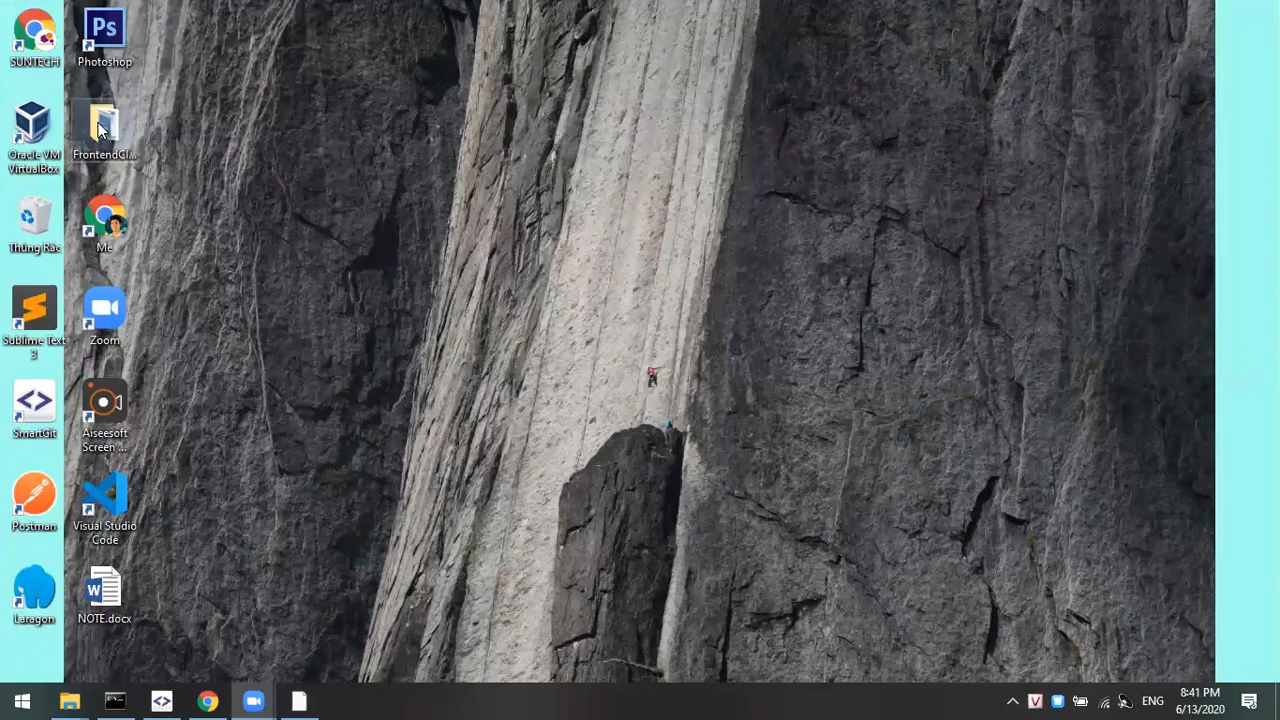 SUNTECH
Ps
Photoshop
Oracle VM
VirtualBox
FrontendCl...
Thùng Rác
Me
Sublime Text
3
Zoom
SmartGit
Aiseesoft
Screen ...
Postman
Visual Studio
Code
Laragon
W
NOTE.docx
V
ENG
8:41 PM
6/13/2020